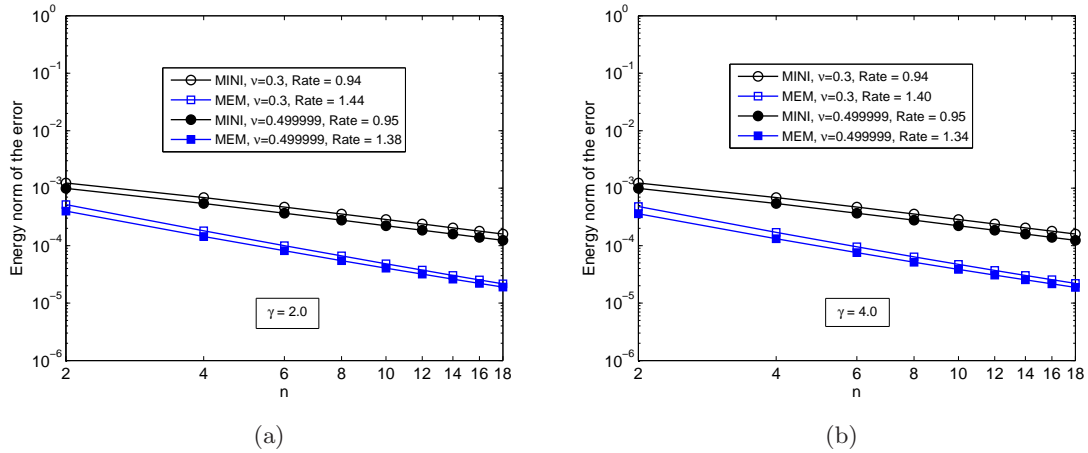 10^0
10^-1
10^-2
10^-3
10^-4
10^-5
10^-6
Energy norm of the error
MINI, ν=0.3, Rate = 0.94
MEM, ν=0.3, Rate = 1.44
MINI, ν=0.499999, Rate = 0.95
MEM, ν=0.499999, Rate = 1.38
γ = 2.0
2 4 6 8 10 12 14 16 18
n
(a)
10^0
10^-1
10^-2
10^-3
10^-4
10^-5
10^-6
Energy norm of the error
MINI, ν=0.3, Rate = 0.94
MEM, ν=0.3, Rate = 1.40
MINI, ν=0.499999, Rate = 0.95
MEM, ν=0.499999, Rate = 1.34
γ = 4.0
2 4 6 8 10 12 14 16 18
n
(b)